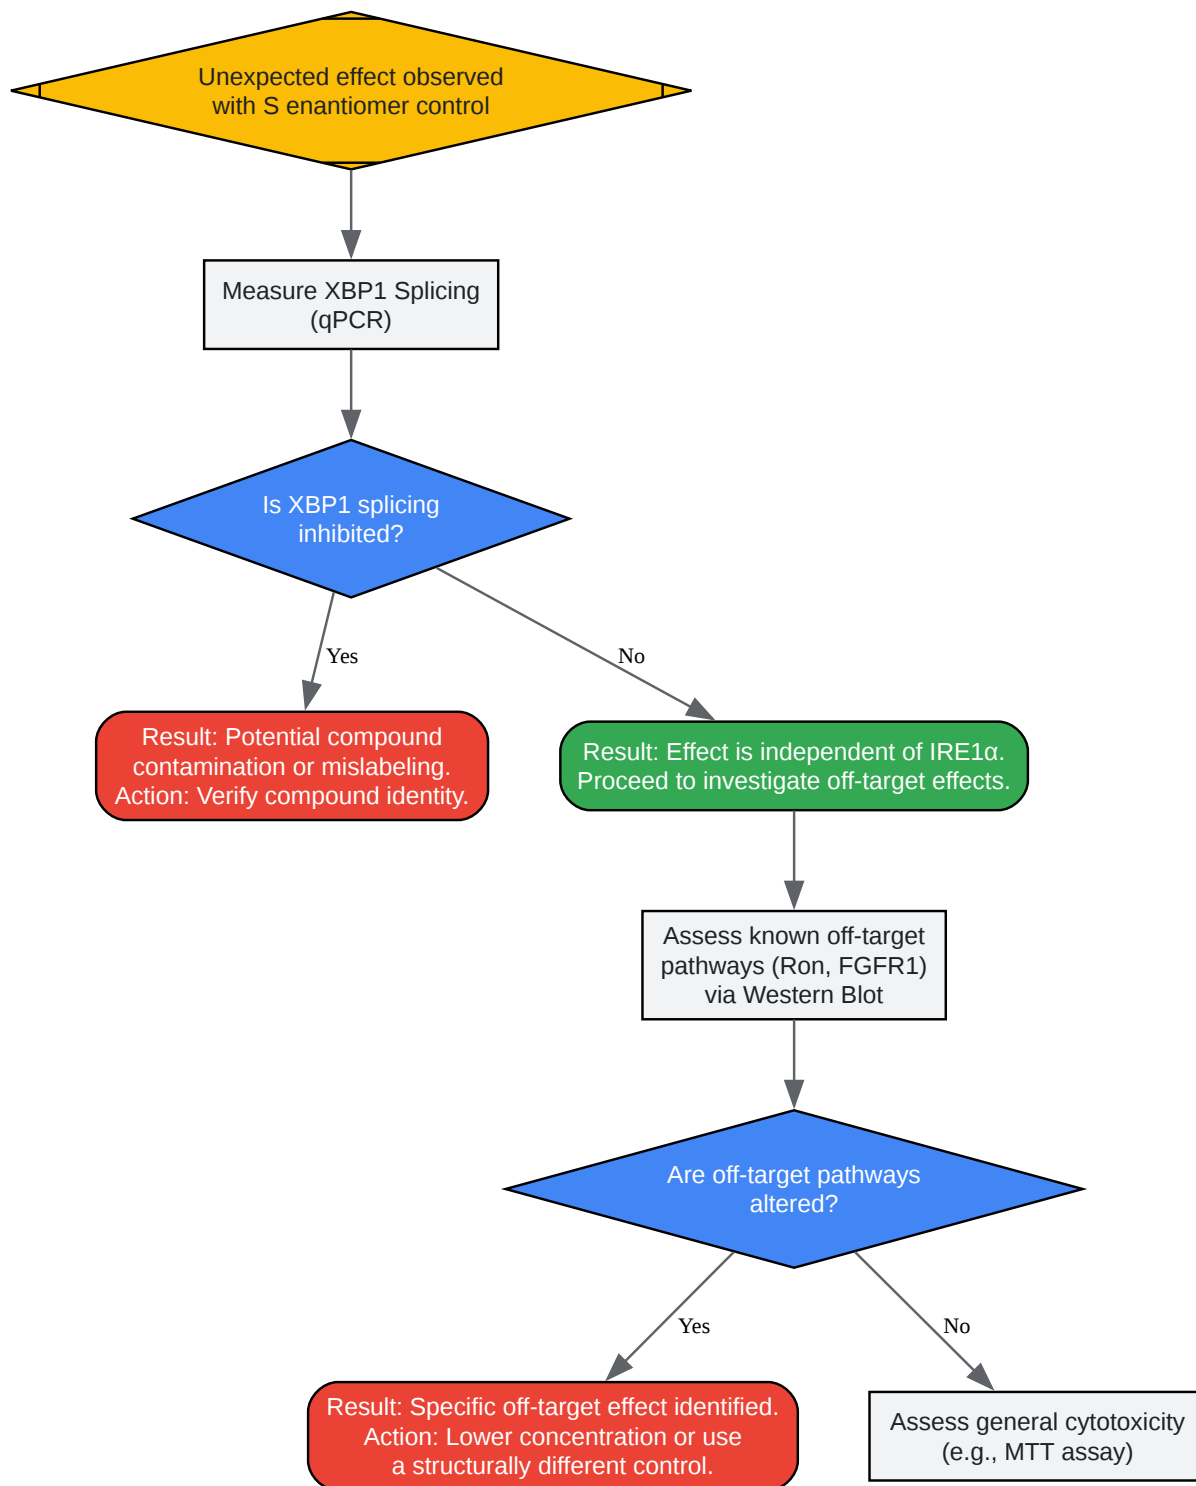 Unexpected effect observed
with S enantiomer control
Measure XBP1 Splicing
(qPCR)
Is XBP1 splicing
inhibited?
Yes
No
Result: Potential compound
contamination or mislabeling.
Action: Verify compound identity.
Result: Effect is independent of IRE1α.
Proceed to investigate off-target effects.
Assess known off-target
pathways (Ron, FGFR1)
via Western Blot
Are off-target pathways
altered?
Yes
No
Result: Specific off-target effect identified.
Action: Lower concentration or use
a structurally different control.
Assess general cytotoxicity
(e.g., MTT assay)